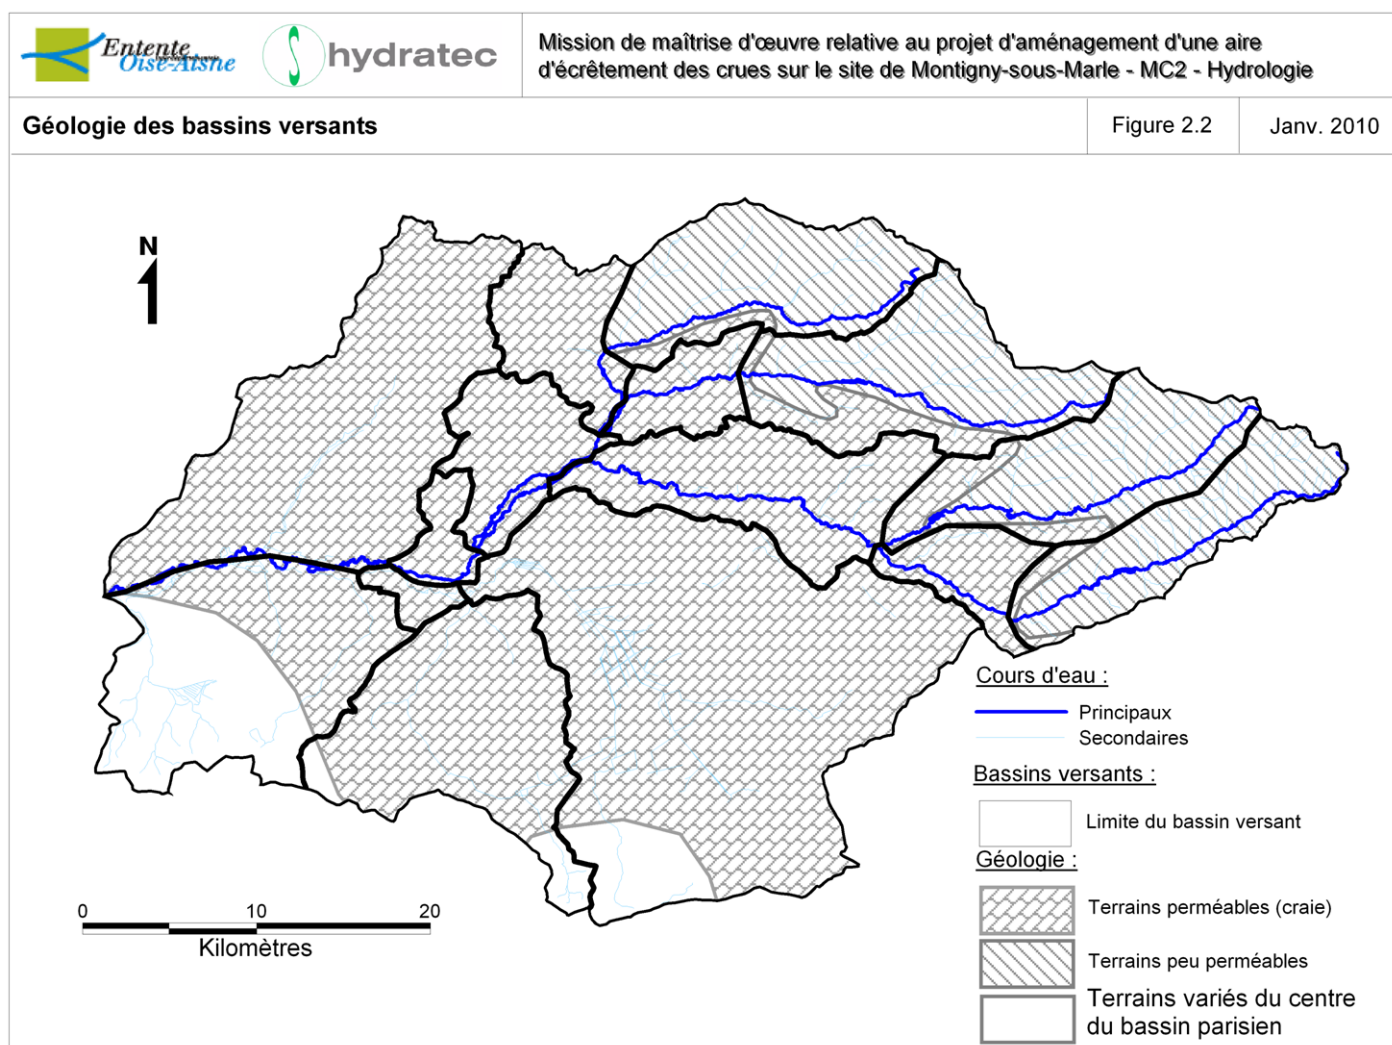 Entente
Oise-Aisne
hydratec
Mission de maîtrise d'œuvre relative au projet d'aménagement d'une aire
d'écrêtement des crues sur le site de Montigny-sous-Marle - MC2 - Hydrologie
Géologie des bassins versants
Figure 2.2
Janv. 2010
N
Cours d'eau :
Principaux
Secondaires
Bassins versants :
Limite du bassin versant
Géologie :
Terrains perméables (craie)
Terrains peu perméables
Terrains variés du centre
du bassin parisien
0 10 20
Kilomètres